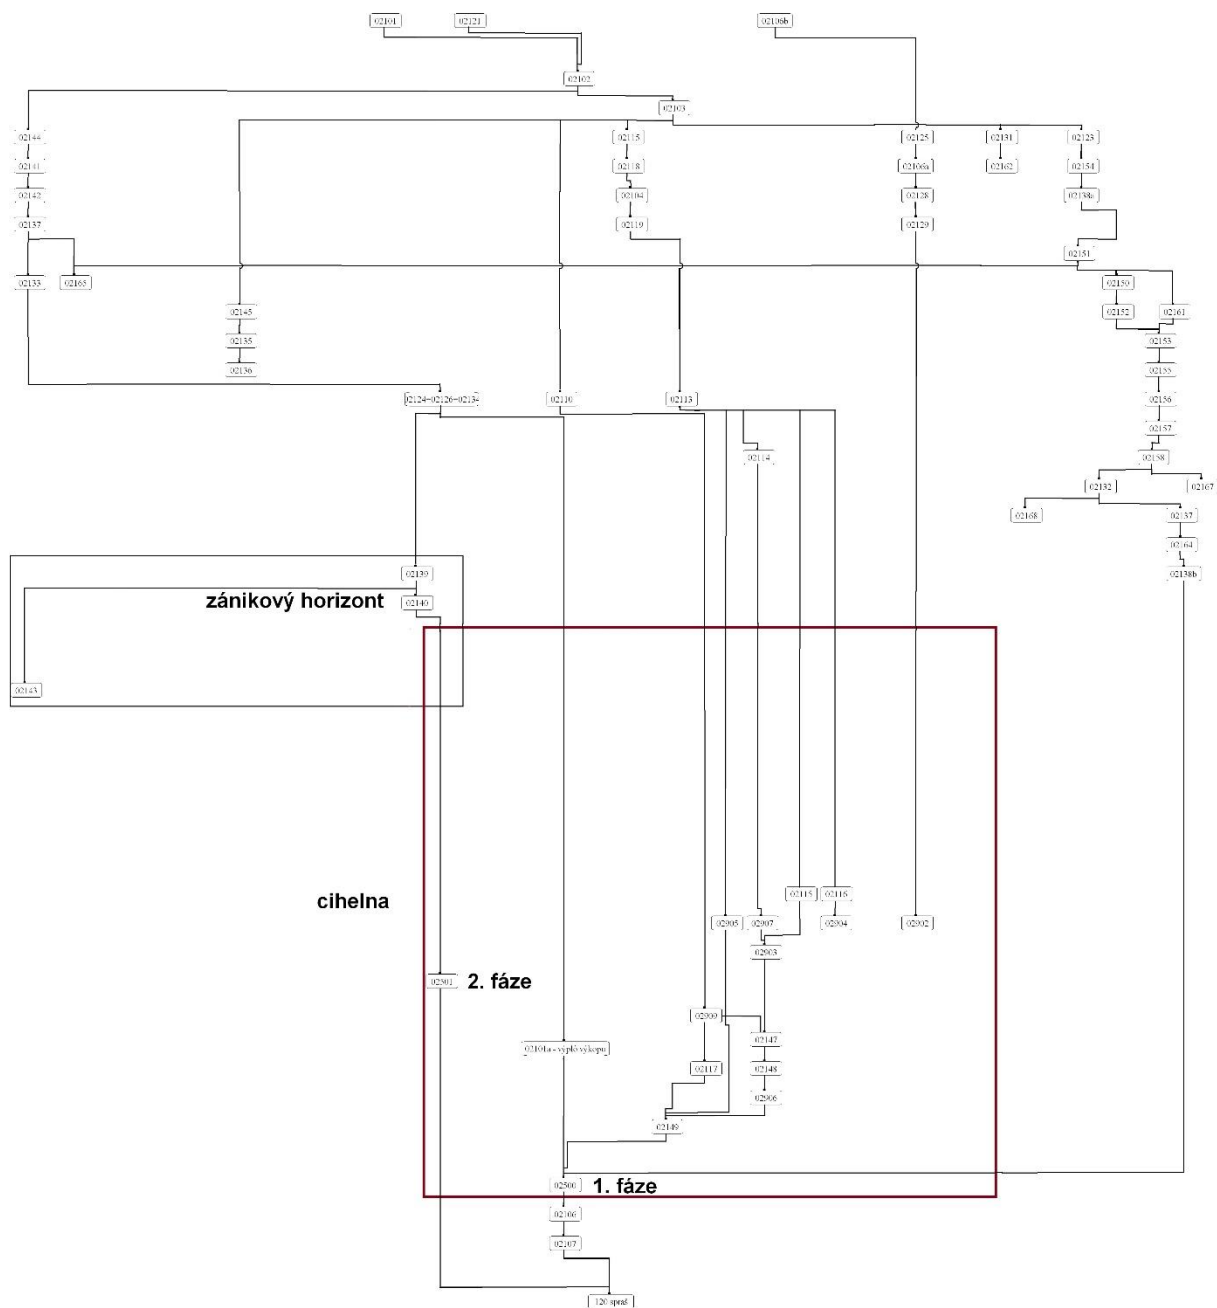 02101 02121 02106b
02102
02103
02144 02115 02125 02131 02123
02141 02118 02106a 02162 02154
02142 02104 02128 02138a
02137 02119 02129
02151
02133 02165 02150
02145 02152 02161
02135 02153
02136 02155
02124=02126=02134 02110 02113 02156
02157
02114 02158
02132 02167
02168 02137
02164
02139 02138b
zánikový horizont 02140
02143
02115 02116
cihelna
02905 02907 02904 02902
02903
02501 2. fáze
02909
02147
02101a - výplň výkopu
02117 02148
02906
02149
02500 1. fáze
02106
02107
120 spraš